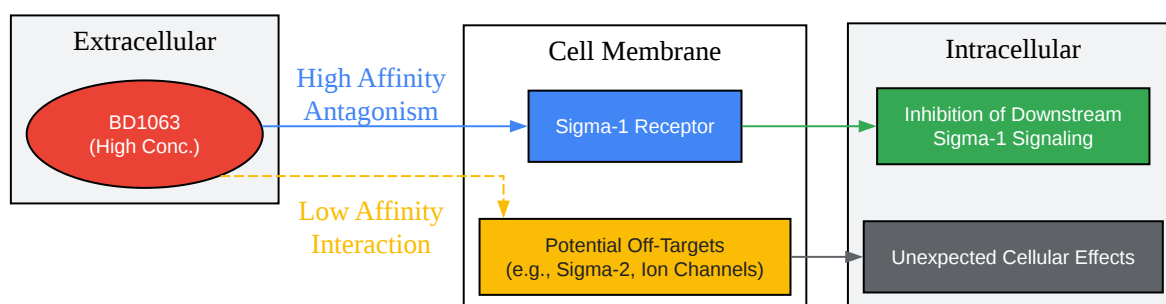 Extracellular
BD1063
(High Conc.)
High Affinity
Antagonism
Low Affinity
Interaction
Cell Membrane
Sigma-1 Receptor
Potential Off-Targets
(e.g., Sigma-2, Ion Channels)
Intracellular
Inhibition of Downstream
Sigma-1 Signaling
Unexpected Cellular Effects